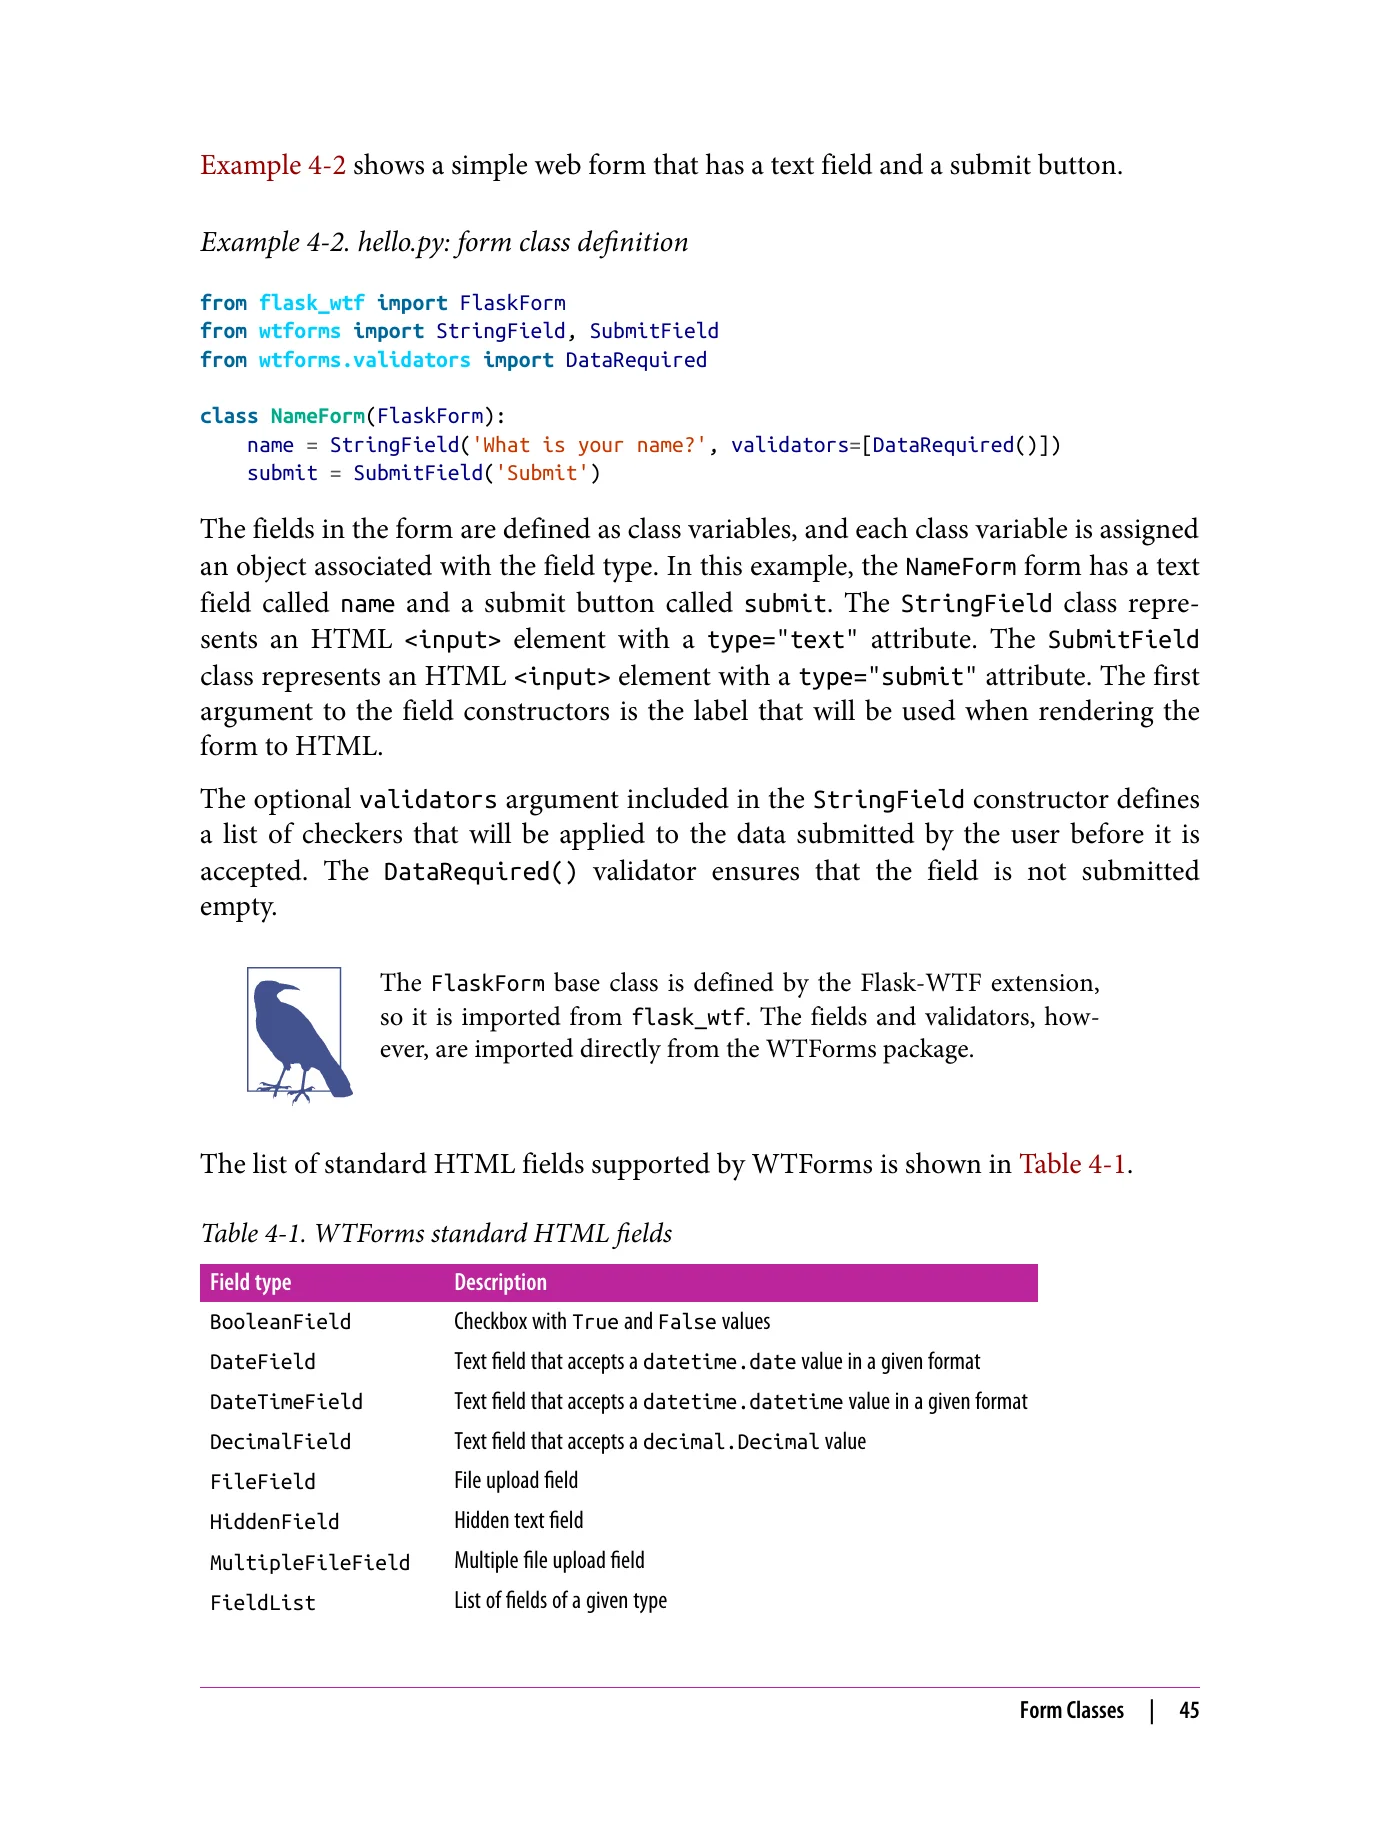 Example 4-2 shows a simple web form that has a text field and a submit button.
Example 4-2. hello.py: form class definition
from flask_wtf import FlaskForm
from wtforms import StringField, SubmitField
from wtforms.validators import DataRequired
class NameForm(FlaskForm):
    name = StringField('What is your name?', validators=[DataRequired()])
    submit = SubmitField('Submit')
The fields in the form are defined as class variables, and each class variable is assigned
an object associated with the field type. In this example, the NameForm form has a text
field called name and a submit button called submit. The StringField class repre-
sents an HTML <input> element with a type="text" attribute. The SubmitField
class represents an HTML <input> element with a type="submit" attribute. The first
argument to the field constructors is the label that will be used when rendering the
form to HTML.
The optional validators argument included in the StringField constructor defines
a list of checkers that will be applied to the data submitted by the user before it is
accepted. The DataRequired() validator ensures that the field is not submitted
empty.
The FlaskForm base class is defined by the Flask-WTF extension,
so it is imported from flask_wtf. The fields and validators, how-
ever, are imported directly from the WTForms package.
The list of standard HTML fields supported by WTForms is shown in Table 4-1.
Table 4-1. WTForms standard HTML fields
Field type Description
BooleanField Checkbox with True and False values
DateField Text field that accepts a datetime.date value in a given format
DateTimeField Text field that accepts a datetime.datetime value in a given format
DecimalField Text field that accepts a decimal.Decimal value
FileField File upload field
HiddenField Hidden text field
MultipleFileField Multiple file upload field
FieldList List of fields of a given type
Form Classes | 45